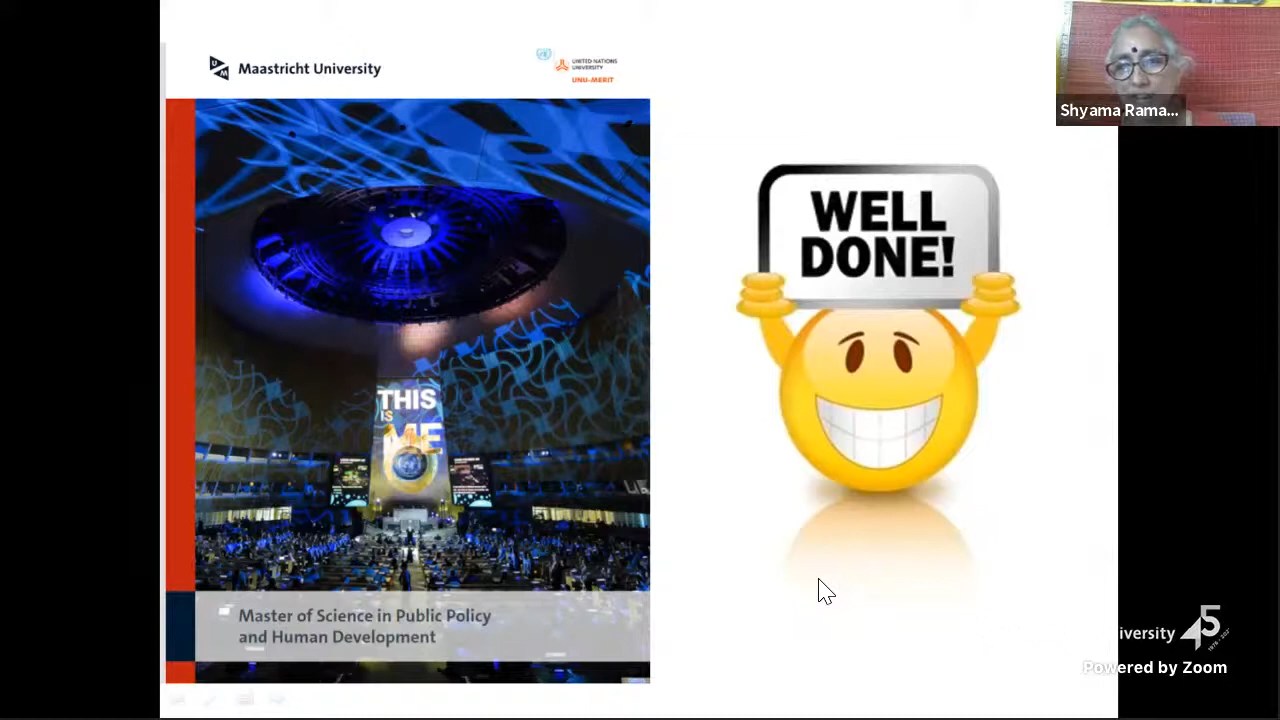 Maastricht University
UNITED NATIONS
UNIVERSITY
UNU-MERIT
Shyama Rama...
WELL
DONE!
THIS
IS
ME
Master of Science in Public Policy
and Human Development
iversity
45
Powered by Zoom